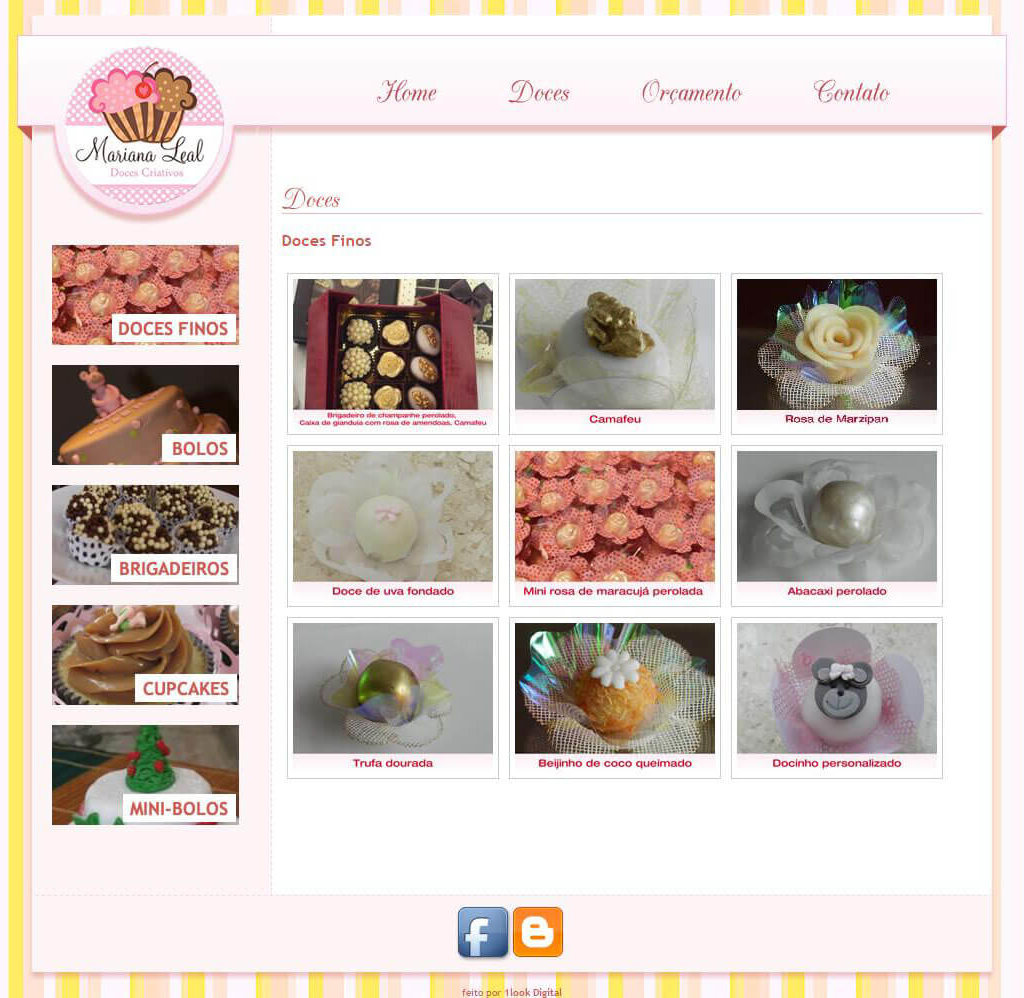 Home
Doces
Orçamento
Contato
Mariana Leal
Doces Criativos
Doces
Doces Finos
DOCES FINOS
BOLOS
BRIGADEIROS
CUPCAKES
MINI-BOLOS
Brigadeiro de champanhe perolado,
Caixa de gianduia com rosa de amendoas, Camafeu
Camafeu
Rosa de Marzipan
Doce de uva fondado
Mini rosa de maracujá perolada
Abacaxi perolado
Trufa dourada
Beijinho de coco queimado
Docinho personalizado
feito por 1look Digital